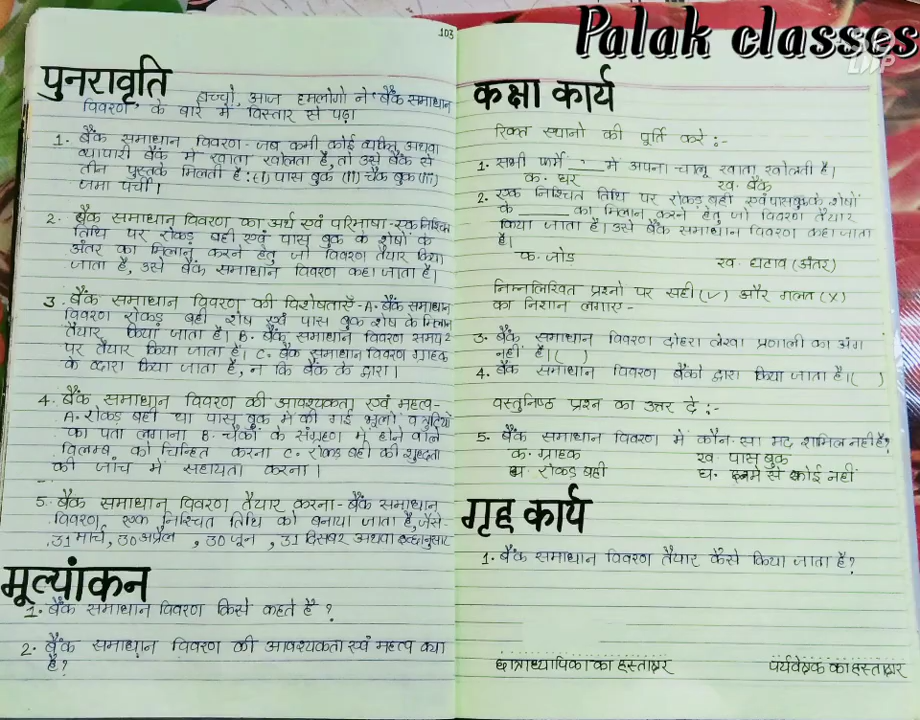 Palak classes
103
पुनरावृति
बच्चो, आज हमलोगो ने 'बैंक समाधान
विवरण' के बारे में विस्तार से पढ़ा
1. बैंक समाधान विवरण- जब कभी कोई व्यक्ति अथवा
व्यापारी बैंक में खाता खोलता है, तो उसे बैंक से
तीन पुस्तके मिलती है:(I) पास बुक (II) चैक बुक (III)
जमा पर्ची।
2. बैंक समाधान विवरण का अर्थ एवं परिभाषा-एक निश्चित
तिथि पर रोकड़ बही एवं पास बुक के शेषों के
अंतर का मिलान करने हेतु जो विवरण तैयार किया
जाता है, उसे बैंक समाधान विवरण कहा जाता है।
3. बैंक समाधान विवरण की विशेषताएँ- A. बैंक समाधान
विवरण रोकड़ बही शेष एवं पास बुक शेष के मिलान
तैयार किया जाता है। B. बैंक समाधान विवरण समय2
पर तैयार किया जाता है। C. बैंक समाधान विवरण ग्राहक
के द्वारा किया जाता है, न कि बैंक के द्वारा।
4. बैंक समाधान विवरण की आवश्यकता एवं महत्व-
A. रोकड़ बही या पास बुक में की गई भूलों व त्रुटियों
का पता लगाना B. चैकों के संग्रहण में होने वाले
विलम्ब को चिन्हित करना C. रोकड़ बही की शुद्धता
की जांच में सहायता करना।
5. बैंक समाधान विवरण तैयार करना- बैंक समाधान
विवरण एक निश्चित तिथि को बनाया जाता है, जैसे-
31 मार्च, 30 अप्रैल , 30 जून , 31 दिसंबर अथवा इच्छानुसार
मूल्यांकन
1. बैंक समाधान विवरण किसे कहते है ?
2. बैंक समाधान विवरण की आवश्यकता एवं महत्व क्या
है?
कक्षा कार्य
रिक्त स्थानो की पूर्ति करे :-
1. सभी फर्मे ____ मे अपना चालू खाता खोलती है।
क. घर ख. बैंक
2. एक निश्चित तिथि पर रोकड़ बही एवं पासबुक के शेषों
के ____ का मिलान करने हेतु जो विवरण तैयार
किया जाता है। उसे बैंक समाधान विवरण कहा जाता
है।
क. जोड ख. घटाव (अंतर)
निम्नलिखित प्रश्नो पर सही (✓) और गलत (X)
का निशान लगाए-
3. बैंक समाधान विवरण दोहरा लेखा प्रणाली का अंग
नहीं है। ( )
4. बैंक समाधान विवरण बैंको द्वारा किया जाता है। ( )
वस्तुनिष्ठ प्रश्न का उत्तर दे :-
5. बैंक समाधान विवरण में कौन-सा मद शामिल नही है?
क. ग्राहक ख. पास बुक
ग. रोकड़ बही घ. इनमे से कोई नहीं
गृह कार्य
1. बैंक समाधान विवरण तैयार कैसे किया जाता है?
छात्राध्यापिका का हस्ताक्षर पर्यवेक्षक का हस्ताक्षर